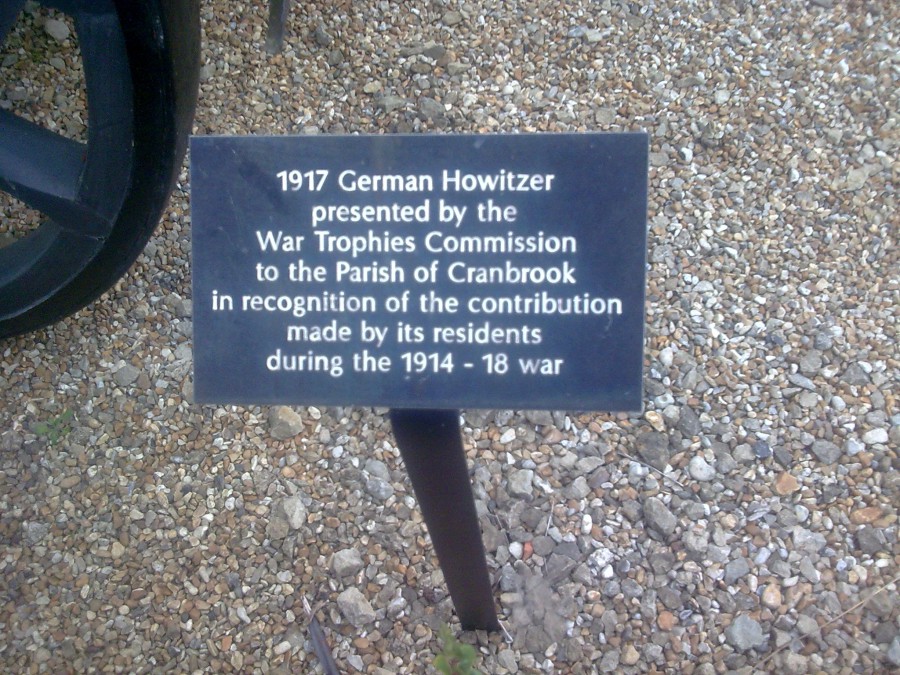 1917 German Howitzer
presented by the
War Trophies Commission
to the Parish of Cranbrook
in recognition of the contribution
made by its residents
during the 1914 - 18 war